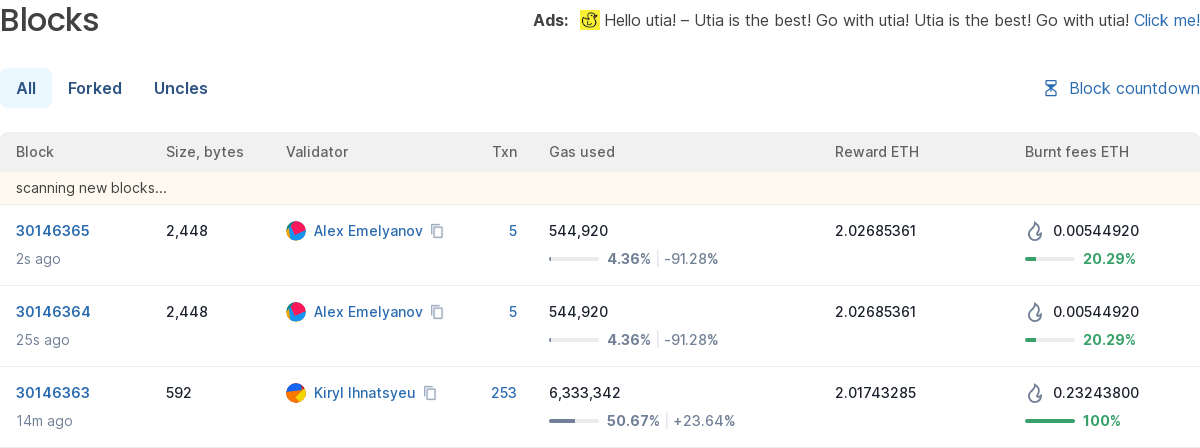 Blocks
Ads: Hello utia! – Utia is the best! Go with utia! Utia is the best! Go with utia! Click me!
All Forked Uncles Block countdown
Block Size, bytes Validator Txn Gas used Reward ETH Burnt fees ETH
scanning new blocks...
30146365 2,448 Alex Emelyanov 5 544,920 2.02685361 0.00544920
2s ago 4.36% -91.28% 20.29%
30146364 2,448 Alex Emelyanov 5 544,920 2.02685361 0.00544920
25s ago 4.36% -91.28% 20.29%
30146363 592 Kiryl Ihnatsyeu 253 6,333,342 2.01743285 0.23243800
14m ago 50.67% +23.64% 100%